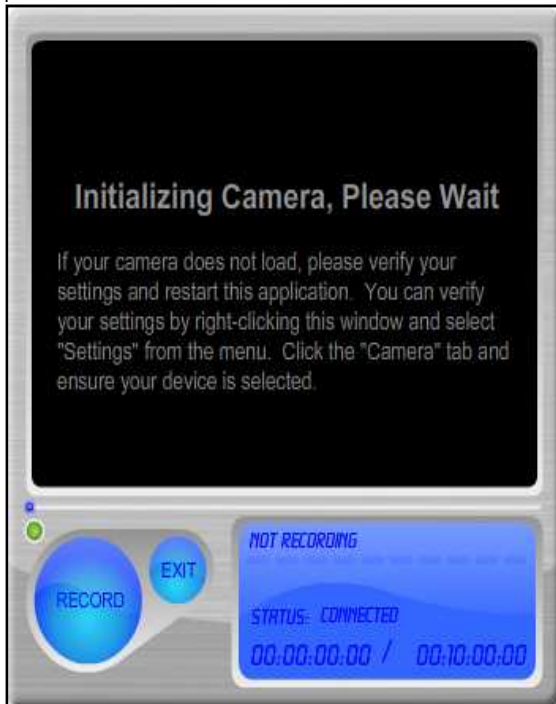 Initializing Camera, Please Wait
If your camera does not load, please verify your
settings and restart this application.  You can verify
your settings by right-clicking this window and select
"Settings" from the menu.  Click the "Camera" tab and
ensure your device is selected.
NOT RECORDING
EXIT
RECORD
STATUS: CONNECTED
00:00:00:00 / 00:10:00:00